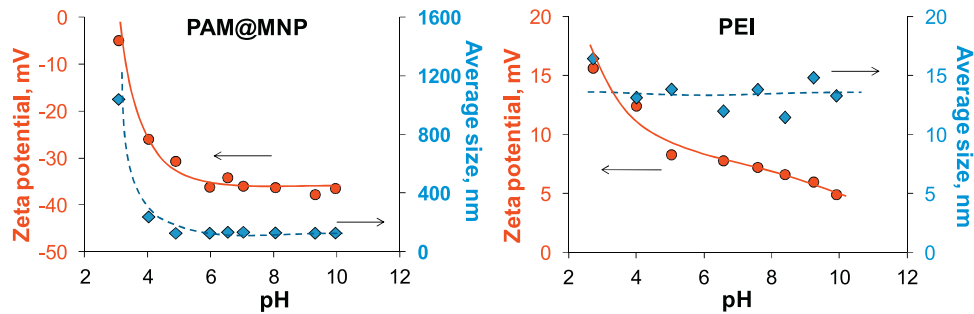 PAM@MNP
Zeta potential, mV
0
-10
-20
-30
-40
-50
1600
1200
800
400
0
Average size, nm
2 4 6 8 10 12
pH
PEI
Zeta potential, mV
20
15
10
5
0
20
15
10
5
0
Average size, nm
2 4 6 8 10 12
pH